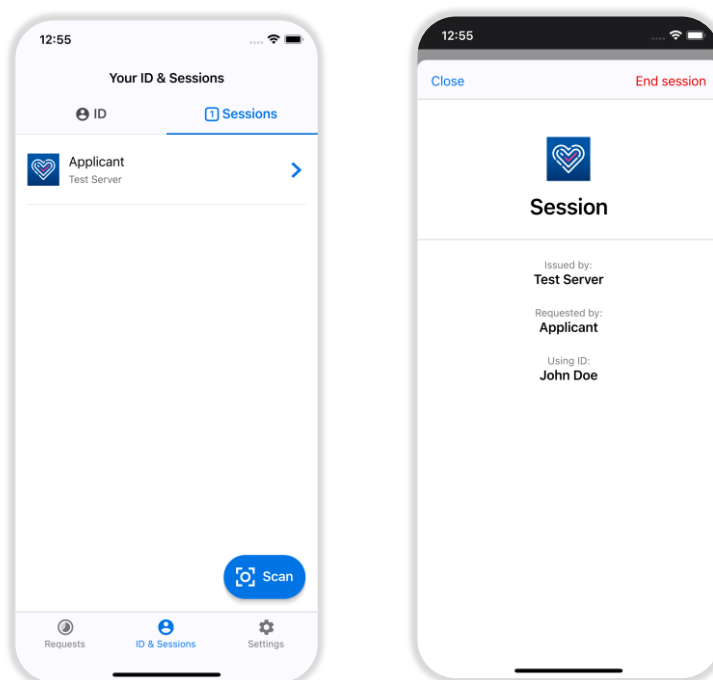 12:55
Your ID & Sessions
ID
1 Sessions
Applicant
Test Server
Scan
Requests
ID & Sessions
Settings
12:55
Close
End session
Session
Issued by:
Test Server
Requested by:
Applicant
Using ID:
John Doe